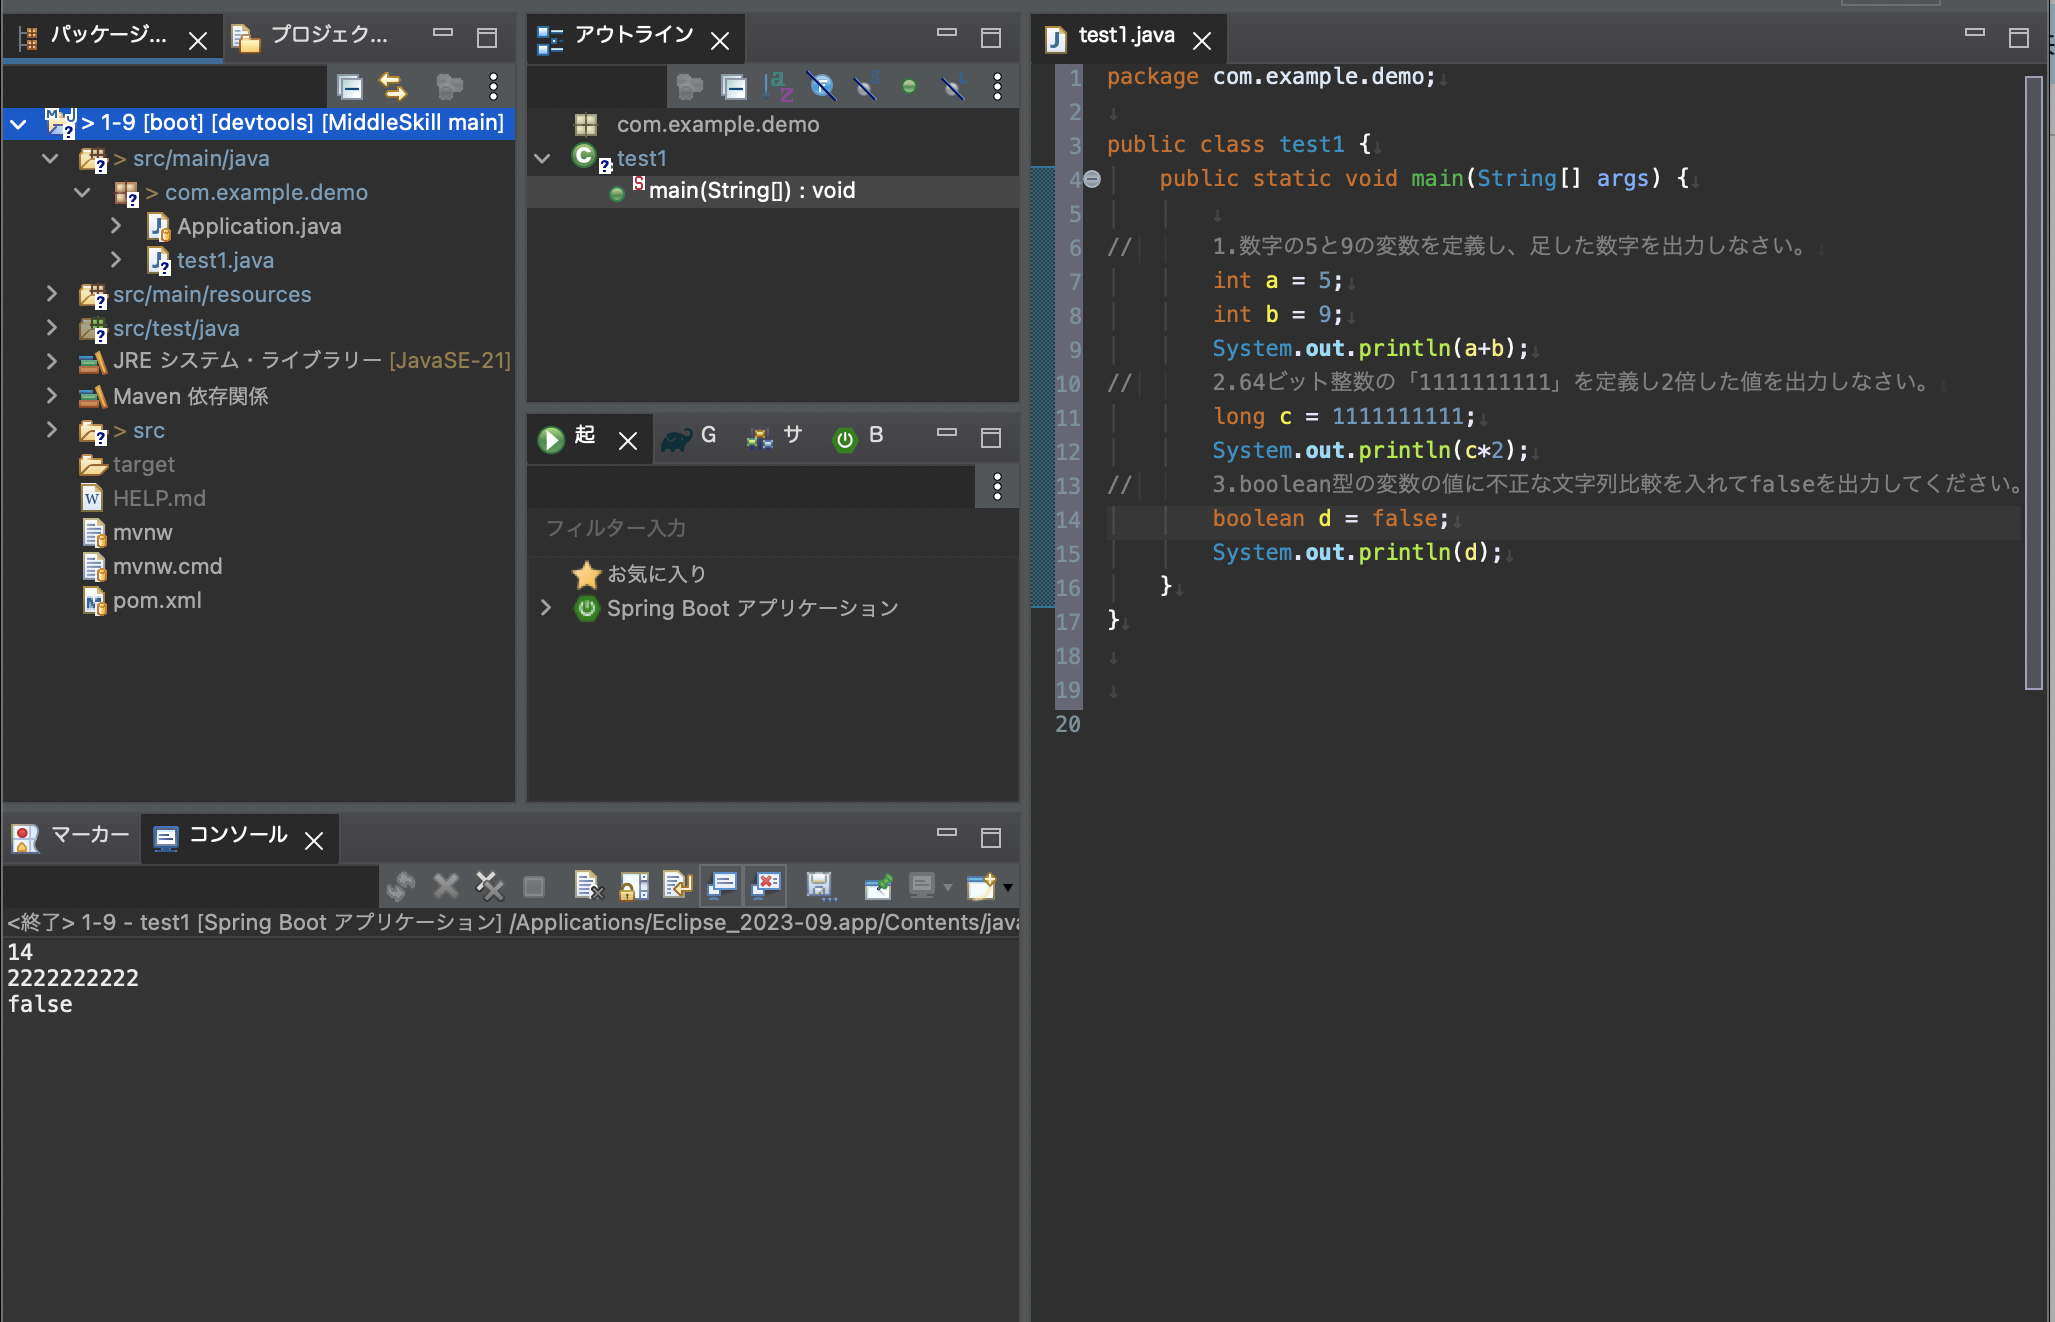 パッケージ...
プロジェク...
> 1-9 [boot] [devtools] [MiddleSkill main]
> src/main/java
> com.example.demo
Application.java
test1.java
src/main/resources
src/test/java
JRE システム・ライブラリー [JavaSE-21]
Maven 依存関係
> src
target
HELP.md
mvnw
mvnw.cmd
pom.xml
アウトライン
com.example.demo
test1
main(String[]) : void
起
G
サ
B
フィルター入力
お気に入り
Spring Boot アプリケーション
test1.java
1 package com.example.demo;
2
3 public class test1 {
4 public static void main(String[] args) {
5
6 // 1.数字の5と9の変数を定義し、足した数字を出力しなさい。
7 int a = 5;
8 int b = 9;
9 System.out.println(a+b);
10 // 2.64ビット整数の「1111111111」を定義し2倍した値を出力しなさい。
11 long c = 1111111111;
12 System.out.println(c*2);
13 // 3.boolean型の変数の値に不正な文字列比較を入れてfalseを出力してください。
14 boolean d = false;
15 System.out.println(d);
16 }
17 }
18
19
20
マーカー
コンソール
<終了> 1-9 - test1 [Spring Boot アプリケーション] /Applications/Eclipse_2023-09.app/Contents/java
14
2222222222
false